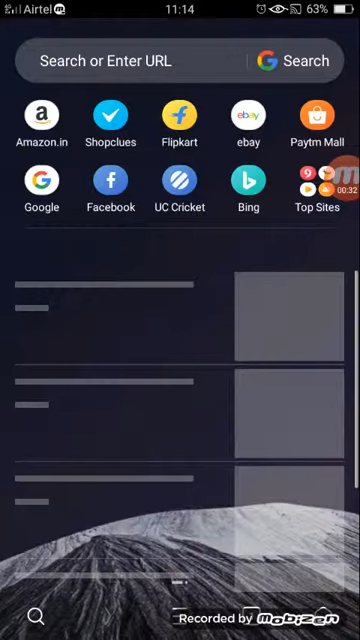 Airtel 11:14 63%
Search or Enter URL Search
a
ebay
Amazon.in Shopclues Flipkart ebay Paytm Mall
00:32
Google Facebook UC Cricket Bing Top Sites
Recorded by MOBIZEN